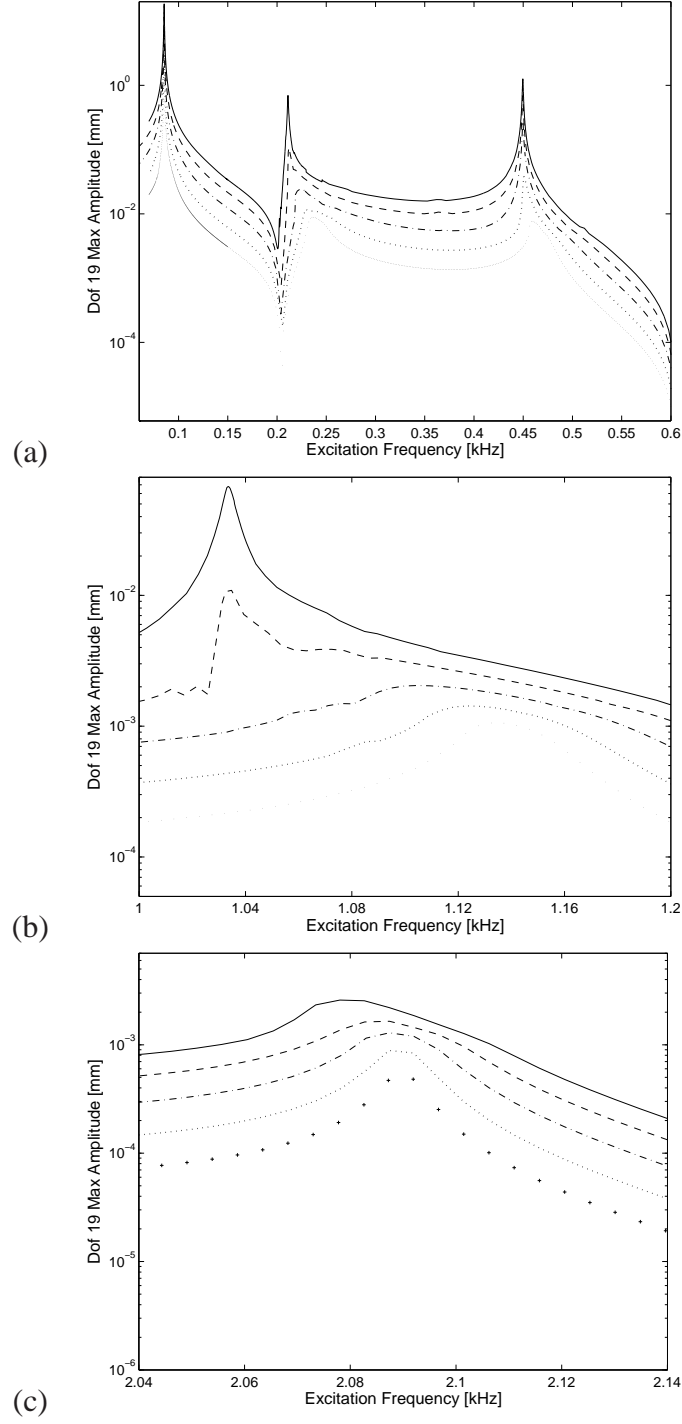 10^0
10^-2
10^-4
Dof 19 Max Amplitude [mm]
0.1 0.15 0.2 0.25 0.3 0.35 0.4 0.45 0.5 0.55 0.6
Excitation Frequency [kHz]
(a)
10^-2
10^-3
10^-4
Dof 19 Max Amplitude [mm]
1 1.04 1.08 1.12 1.16 1.2
Excitation Frequency [kHz]
(b)
10^-3
10^-4
10^-5
10^-6
Dof 19 Max Amplitude [mm]
2.04 2.06 2.08 2.1 2.12 2.14
Excitation Frequency [kHz]
(c)